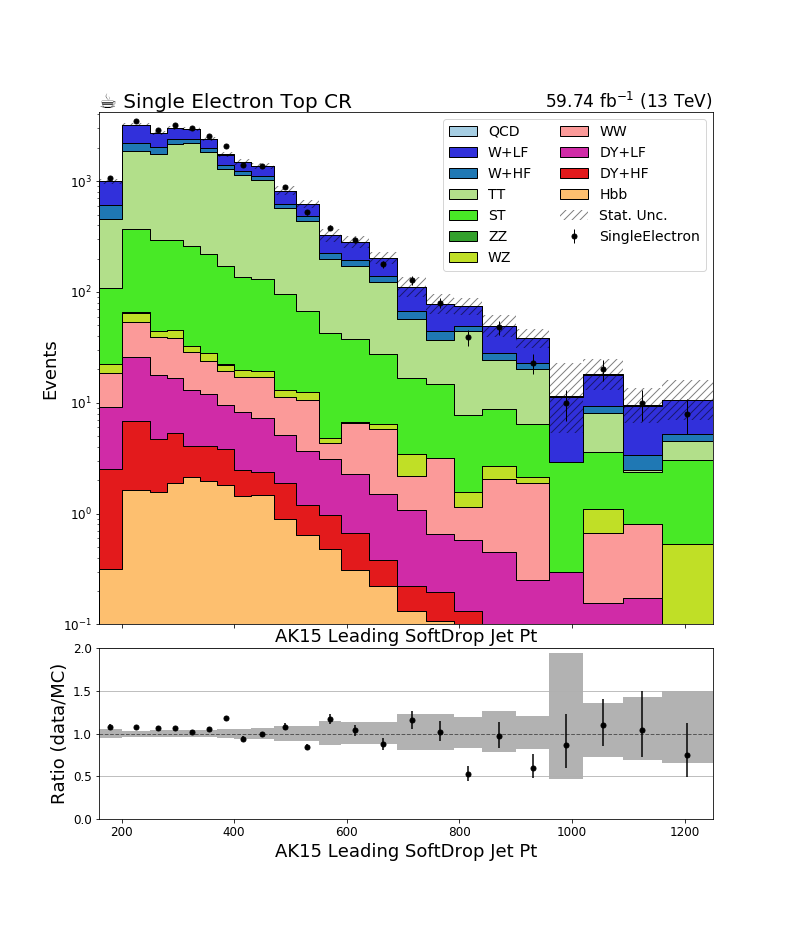 ☕ Single Electron Top CR 59.74 fb⁻¹ (13 TeV)
QCD WW
W+LF DY+LF
W+HF DY+HF
TT Hbb
ST Stat. Unc.
ZZ SingleElectron
WZ
Events
10³
10²
10¹
10⁰
10⁻¹
AK15 Leading SoftDrop Jet Pt
Ratio (data/MC)
2.0
1.5
1.0
0.5
0.0
200 400 600 800 1000 1200
AK15 Leading SoftDrop Jet Pt